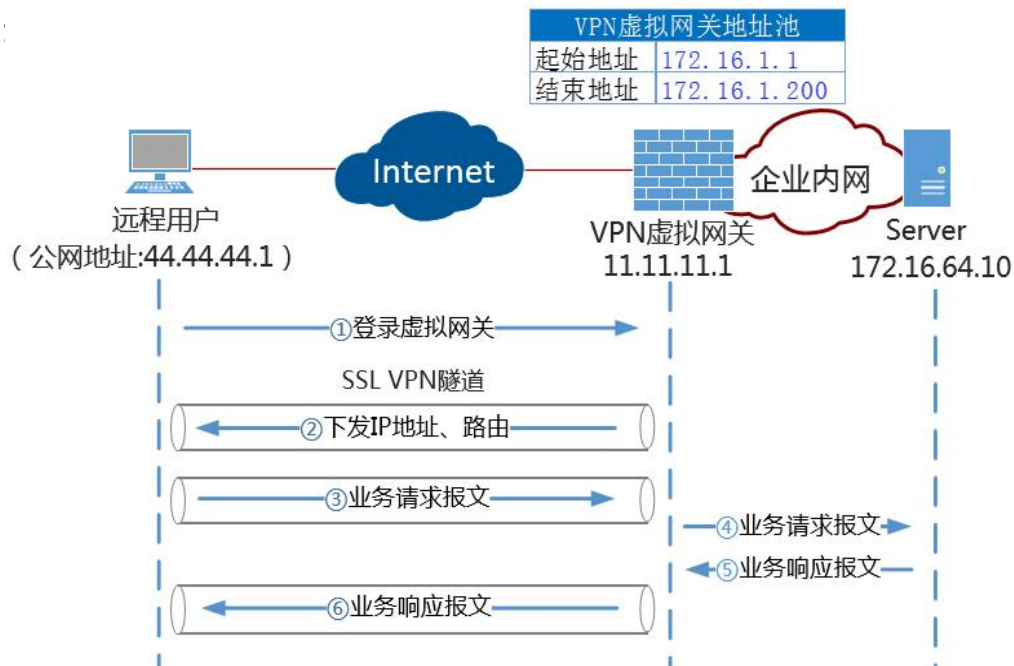 VPN虚拟网关地址池
起始地址 172.16.1.1
结束地址 172.16.1.200
Internet
企业内网
远程用户
(公网地址:44.44.44.1)
VPN虚拟网关
11.11.11.1
Server
172.16.64.10
①登录虚拟网关
SSL VPN隧道
②下发IP地址、路由
③业务请求报文
④业务请求报文
⑤业务响应报文
⑥业务响应报文